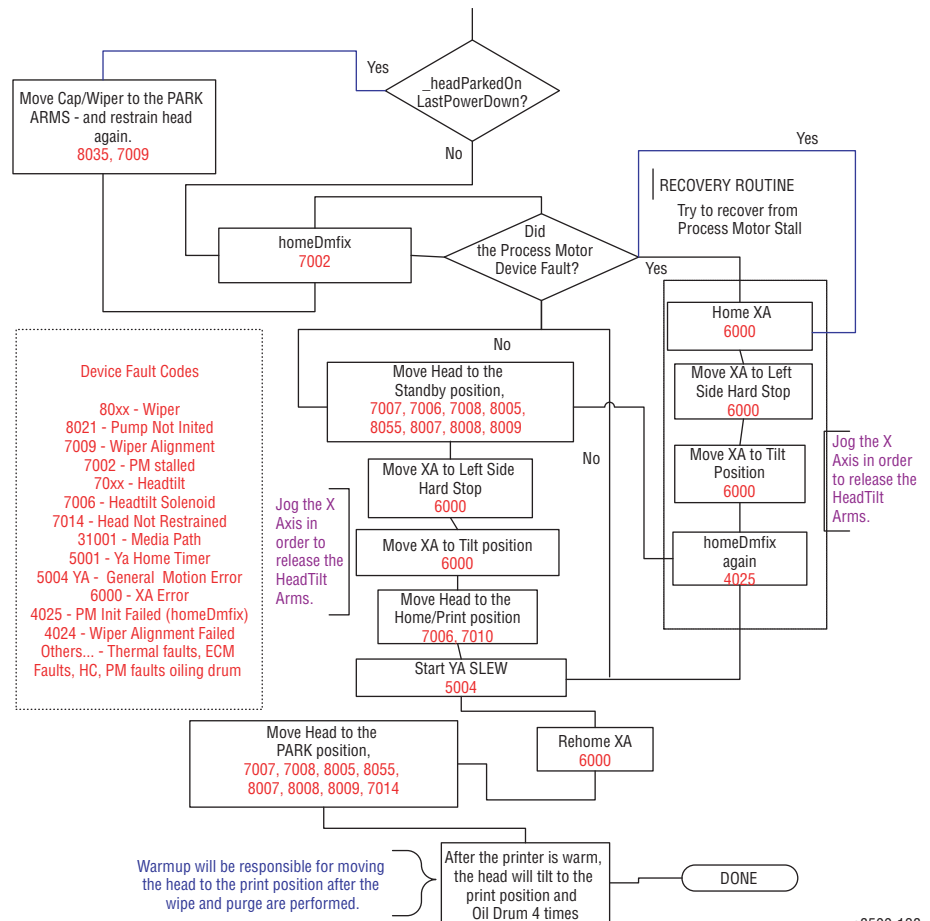 _headParkedOn
LastPowerDown?
Yes
No
Move Cap/Wiper to the PARK
ARMS - and restrain head
again.
8035, 7009
homeDmfix
7002
Did
the Process Motor
Device Fault?
Yes
Yes
RECOVERY ROUTINE
Try to recover from
Process Motor Stall
Home XA
6000
Move XA to Left
Side Hard Stop
6000
Move XA to Tilt
Position
6000
homeDmfix
again
4025
Jog the X
Axis in order
to release the
HeadTilt
Arms.
No
No
Move Head to the
Standby position,
7007, 7006, 7008, 8005,
8055, 8007, 8008, 8009
Move XA to Left Side
Hard Stop
6000
Move XA to Tilt position
6000
Move Head to the
Home/Print position
7006, 7010
Jog the X
Axis in
order to
release the
HeadTilt
Arms.
Start YA SLEW
5004
Rehome XA
6000
Device Fault Codes
80xx - Wiper
8021 - Pump Not Inited
7009 - Wiper Alignment
7002 - PM stalled
70xx - Headtilt
7006 - Headtilt Solenoid
7014 - Head Not Restrained
31001 - Media Path
5001 - Ya Home Timer
5004 YA - General Motion Error
6000 - XA Error
4025 - PM Init Failed (homeDmfix)
4024 - Wiper Alignment Failed
Others... - Thermal faults, ECM
Faults, HC, PM faults oiling drum
Move Head to the
PARK position,
7007, 7008, 8005, 8055,
8007, 8008, 8009, 7014
Warmup will be responsible for moving
the head to the print position after the
wipe and purge are performed.
After the printer is warm,
the head will tilt to the
print position and
Oil Drum 4 times
DONE